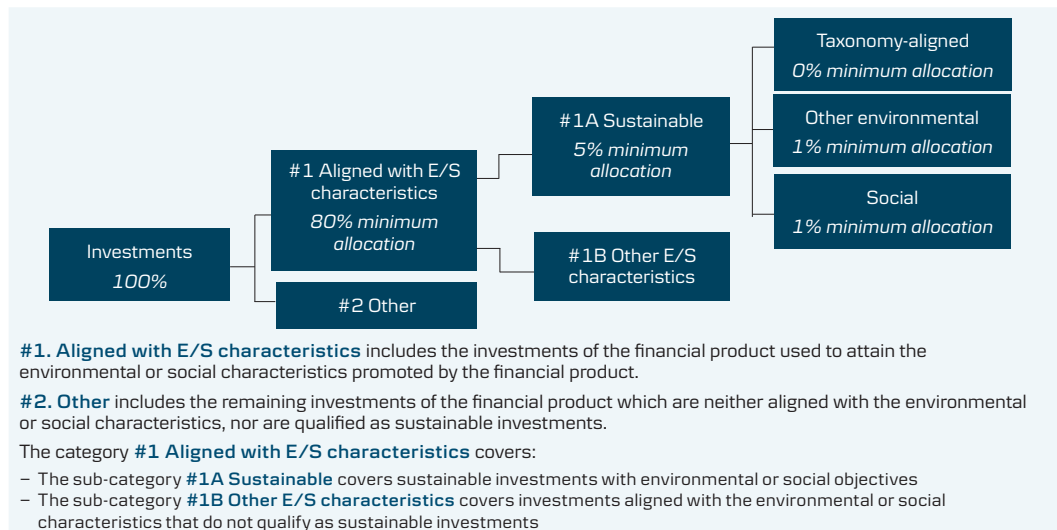 Taxonomy-aligned
0% minimum allocation
#1A Sustainable
5% minimum
allocation
Other environmental
1% minimum allocation
#1 Aligned with E/S
characteristics
80% minimum
allocation
Social
1% minimum allocation
Investments
100%
#1B Other E/S
characteristics
#2 Other
#1. Aligned with E/S characteristics includes the investments of the financial product used to attain the
environmental or social characteristics promoted by the financial product.
#2. Other includes the remaining investments of the financial product which are neither aligned with the environmental
or social characteristics, nor are qualified as sustainable investments.
The category #1 Aligned with E/S characteristics covers:
– The sub-category #1A Sustainable covers sustainable investments with environmental or social objectives
– The sub-category #1B Other E/S characteristics covers investments aligned with the environmental or social
characteristics that do not qualify as sustainable investments